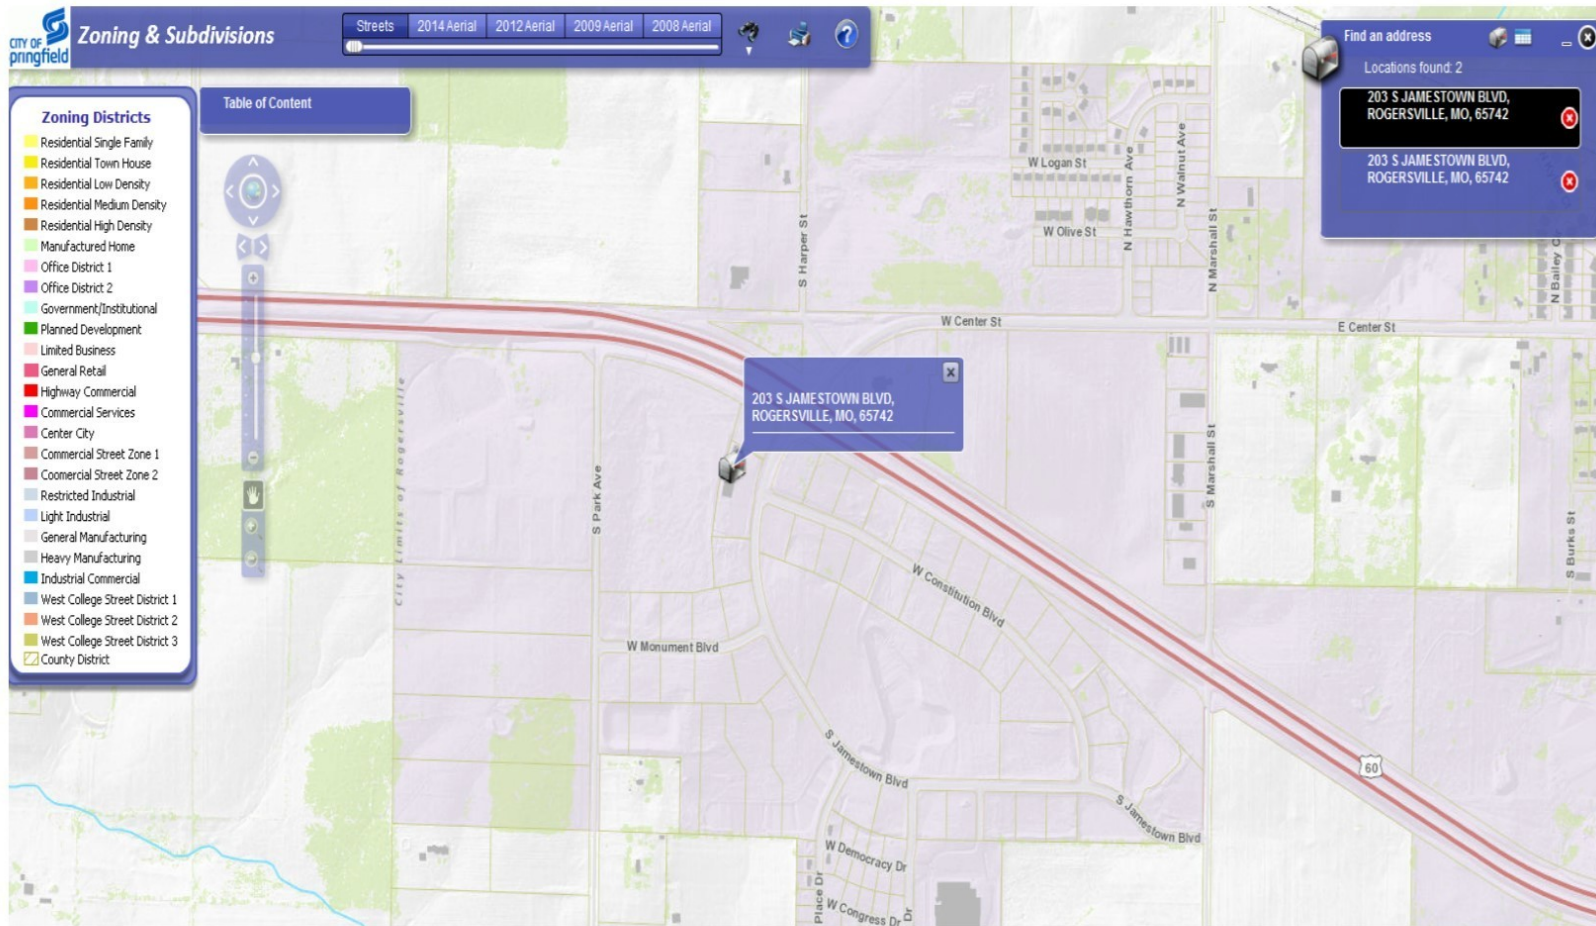 CITY OF
pringfield
Zoning & Subdivisions
Streets
2014 Aerial
2012 Aerial
2009 Aerial
2008 Aerial
?
Find an address
Locations found: 2
203 S JAMESTOWN BLVD,
ROGERSVILLE, MO, 65742
203 S JAMESTOWN BLVD,
ROGERSVILLE, MO, 65742
Table of Content
Zoning Districts
Residential Single Family
Residential Town House
Residential Low Density
Residential Medium Density
Residential High Density
Manufactured Home
Office District 1
Office District 2
Government/Institutional
Planned Development
Limited Business
General Retail
Highway Commercial
Commercial Services
Center City
Commercial Street Zone 1
Coomercial Street Zone 2
Restricted Industrial
Light Industrial
General Manufacturing
Heavy Manufacturing
Industrial Commercial
West College Street District 1
West College Street District 2
West College Street District 3
County District
W Logan St
W Olive St
N Hawthorn Ave
N Walnut Ave
N Marshall St
S Harper St
N Bailey Cir
W Center St
E Center St
203 S JAMESTOWN BLVD,
ROGERSVILLE, MO, 65742
City Limits of Rogersville
S Park Ave
S Marshall St
S Burks St
W Constitution Blvd
W Monument Blvd
S Jamestown Blvd
60
S Jamestown Blvd
W Democracy Dr
Place Dr
W Congress Dr
Dr